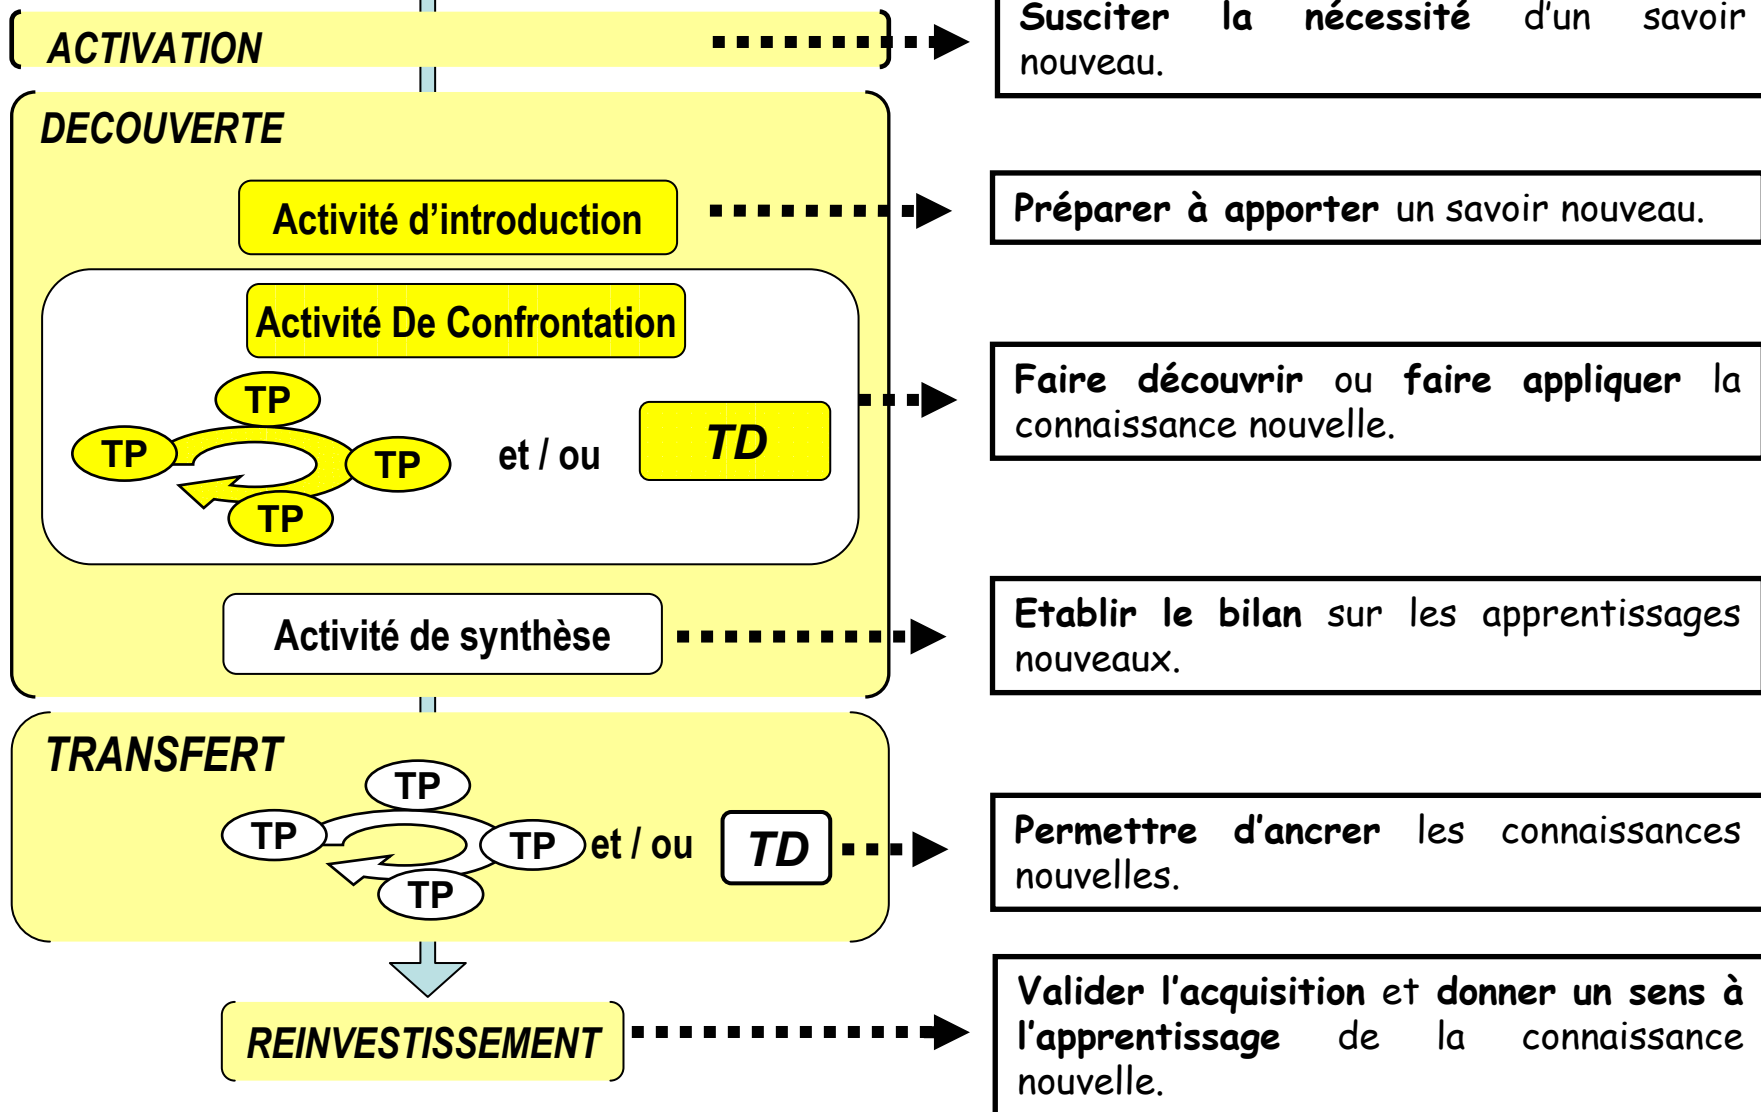 ACTIVATION
Susciter la nécessité d'un savoir
nouveau.
DECOUVERTE
Activité d'introduction
Préparer à apporter un savoir nouveau.
Activité De Confrontation
TP
TP
TP
TP
et / ou
TD
Faire découvrir ou faire appliquer la
connaissance nouvelle.
Activité de synthèse
Etablir le bilan sur les apprentissages
nouveaux.
TRANSFERT
TP
TP
TP
TP
et / ou
TD
Permettre d'ancrer les connaissances
nouvelles.
REINVESTISSEMENT
Valider l'acquisition et donner un sens à
l'apprentissage de la connaissance
nouvelle.